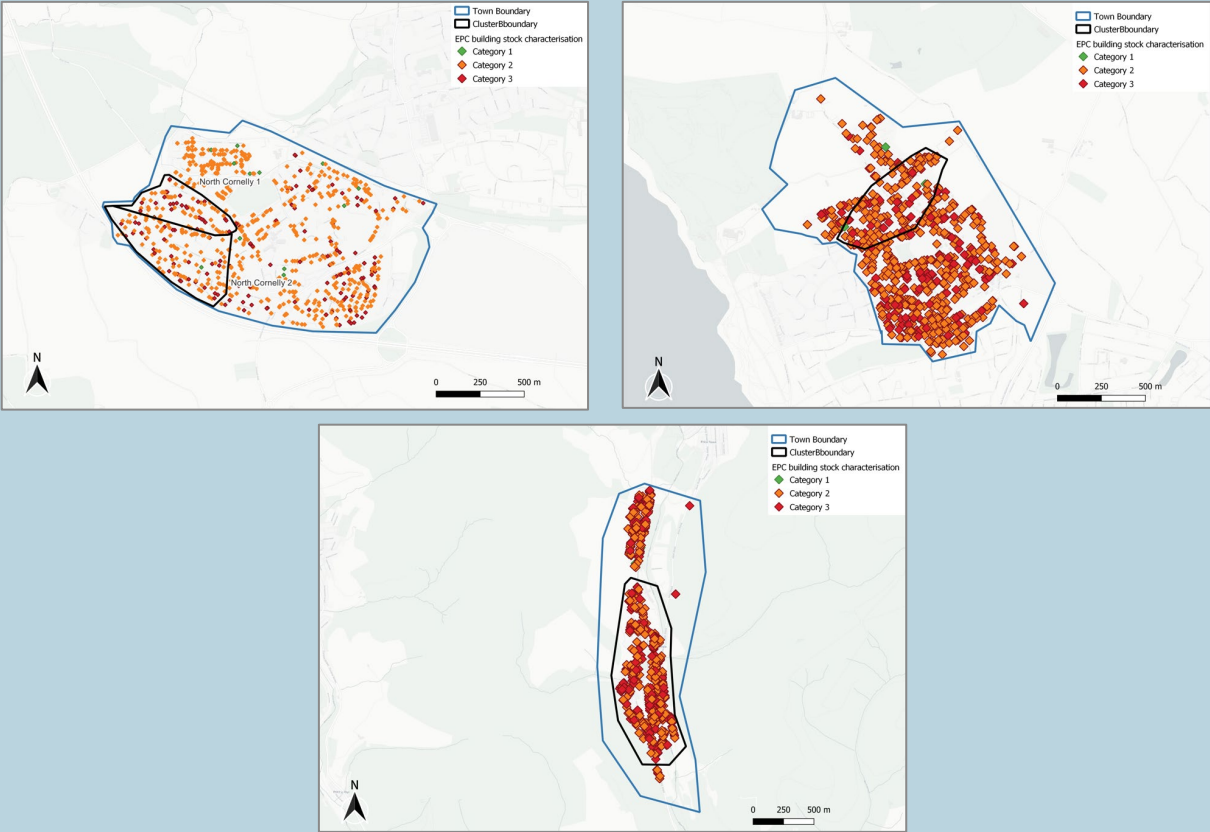 Town Boundary
ClusterBboundary
EPC building stock characterisation
Category 1
Category 2
Category 3
North Cornelly 1
North Cornelly 2
N
0 250 500 m
Town Boundary
ClusterBboundary
EPC building stock characterisation
Category 1
Category 2
Category 3
N
0 250 500 m
Town Boundary
ClusterBboundary
EPC building stock characterisation
Category 1
Category 2
Category 3
N
0 250 500 m